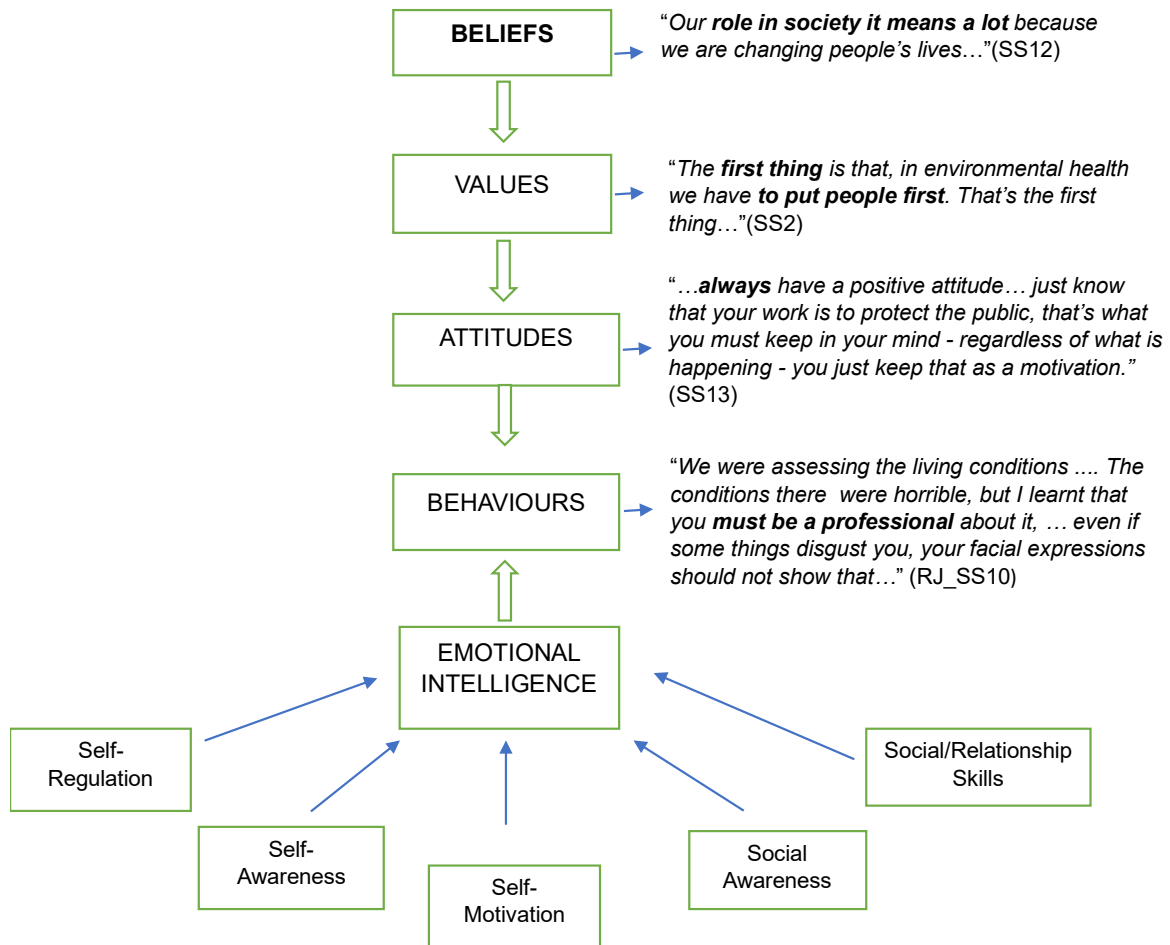 BELIEFS
“Our role in society it means a lot because
we are changing people’s lives…”(SS12)
VALUES
“The first thing is that, in environmental health
we have to put people first. That’s the first
thing…”(SS2)
ATTITUDES
“…always have a positive attitude… just know
that your work is to protect the public, that’s what
you must keep in your mind - regardless of what is
happening - you just keep that as a motivation.”
(SS13)
BEHAVIOURS
“We were assessing the living conditions .... The
conditions there  were horrible, but I learnt that
you must be a professional about it, … even if
some things disgust you, your facial expressions
should not show that…” (RJ_SS10)
EMOTIONAL
INTELLIGENCE
Self-
Regulation
Self-
Awareness
Self-
Motivation
Social
Awareness
Social/Relationship
Skills